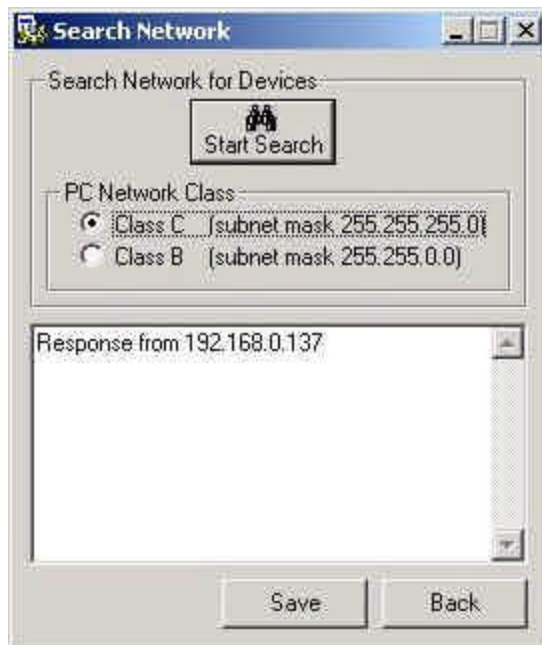 Search Network
Search Network for Devices
Start Search
PC Network Class
Class C (subnet mask 255.255.255.0)
Class B (subnet mask 255.255.0.0)
Response from 192.168.0.137
Save Back